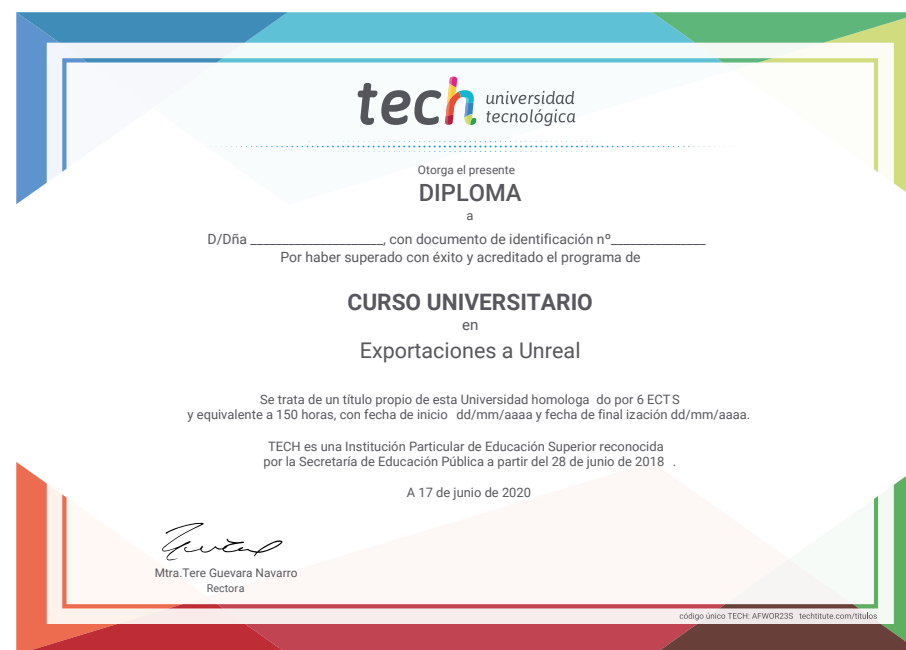 tech universidad
tecnológica
Otorga el presente
DIPLOMA
a
D/Dña ____________________, con documento de identificación nº______________
Por haber superado con éxito y acreditado el programa de
CURSO UNIVERSITARIO
en
Exportaciones a Unreal
Se trata de un título propio de esta Universidad homologa do por 6 ECTS
y equivalente a 150 horas, con fecha de inicio dd/mm/aaaa y fecha de final ización dd/mm/aaaa.
TECH es una Institución Particular de Educación Superior reconocida
por la Secretaría de Educación Pública a partir del 28 de junio de 2018 .
A 17 de junio de 2020
Mtra.Tere Guevara Navarro
Rectora
código único TECH: AFWOR23S techtitute.com/titulos